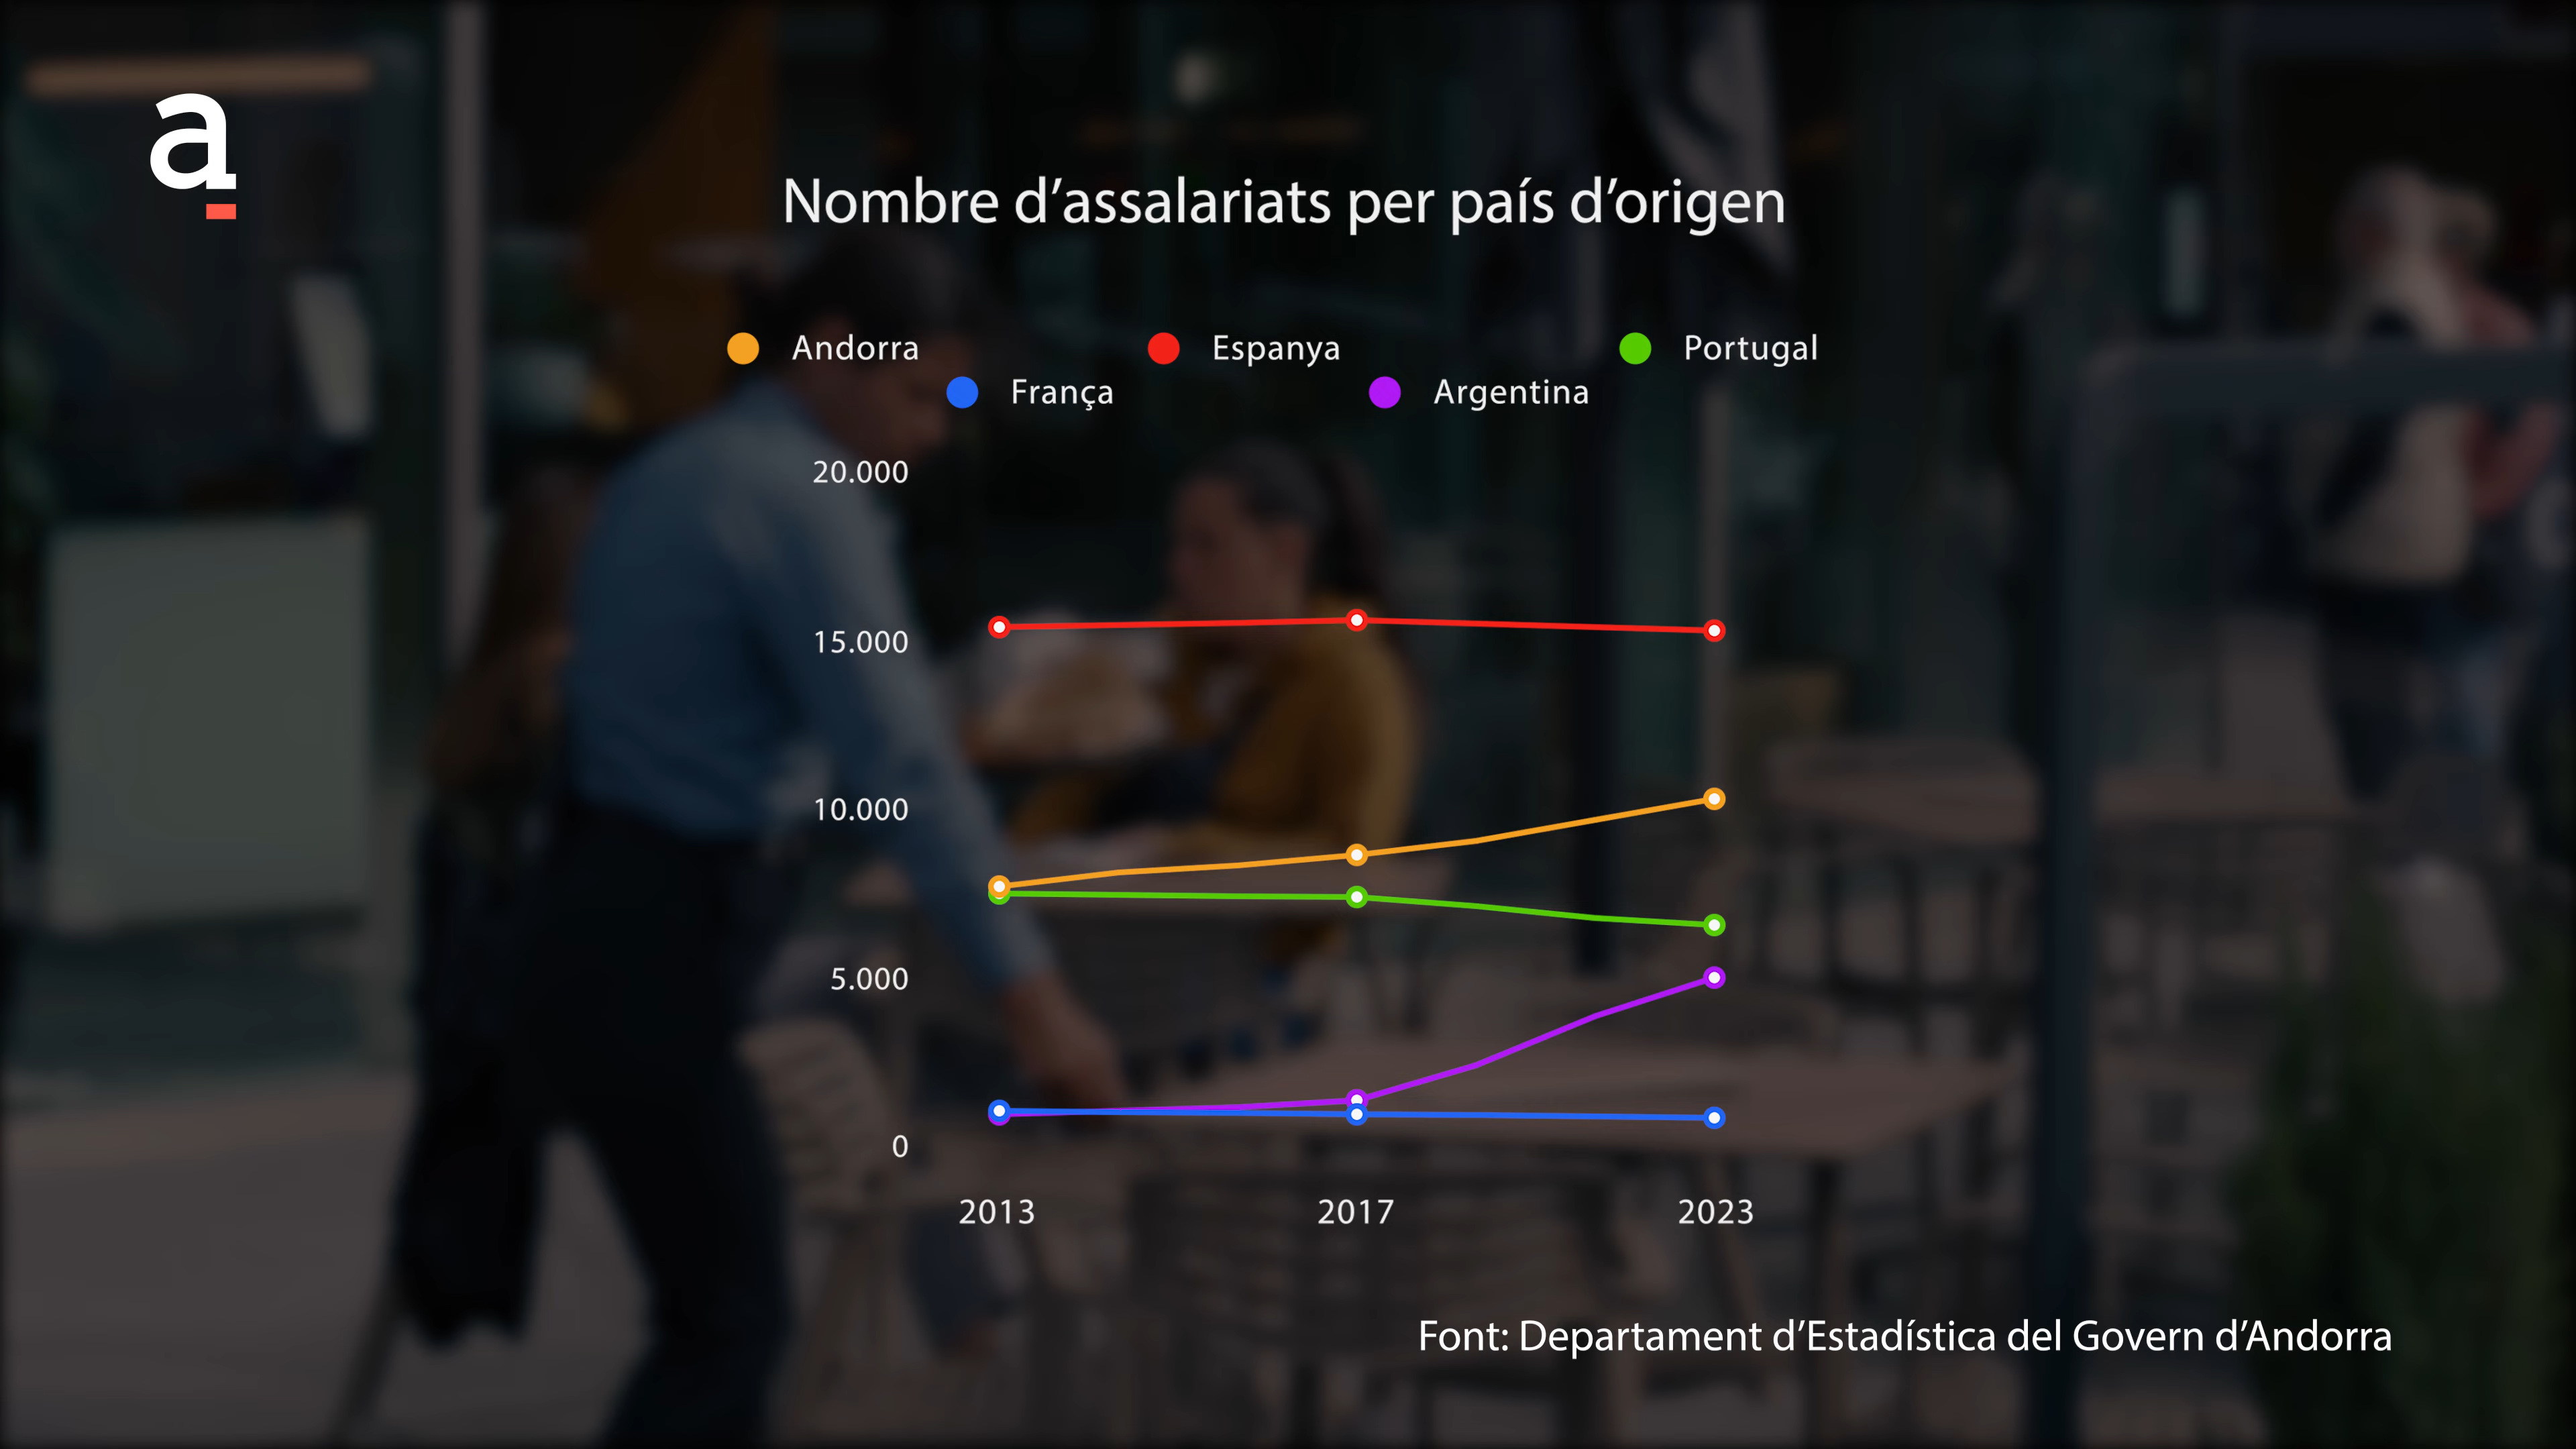 a
Nombre d’assalariats per país d’origen
Andorra Espanya Portugal
França Argentina
20.000
15.000
10.000
5.000
0
2013 2017 2023
Font: Departament d’Estadística del Govern d’Andorra